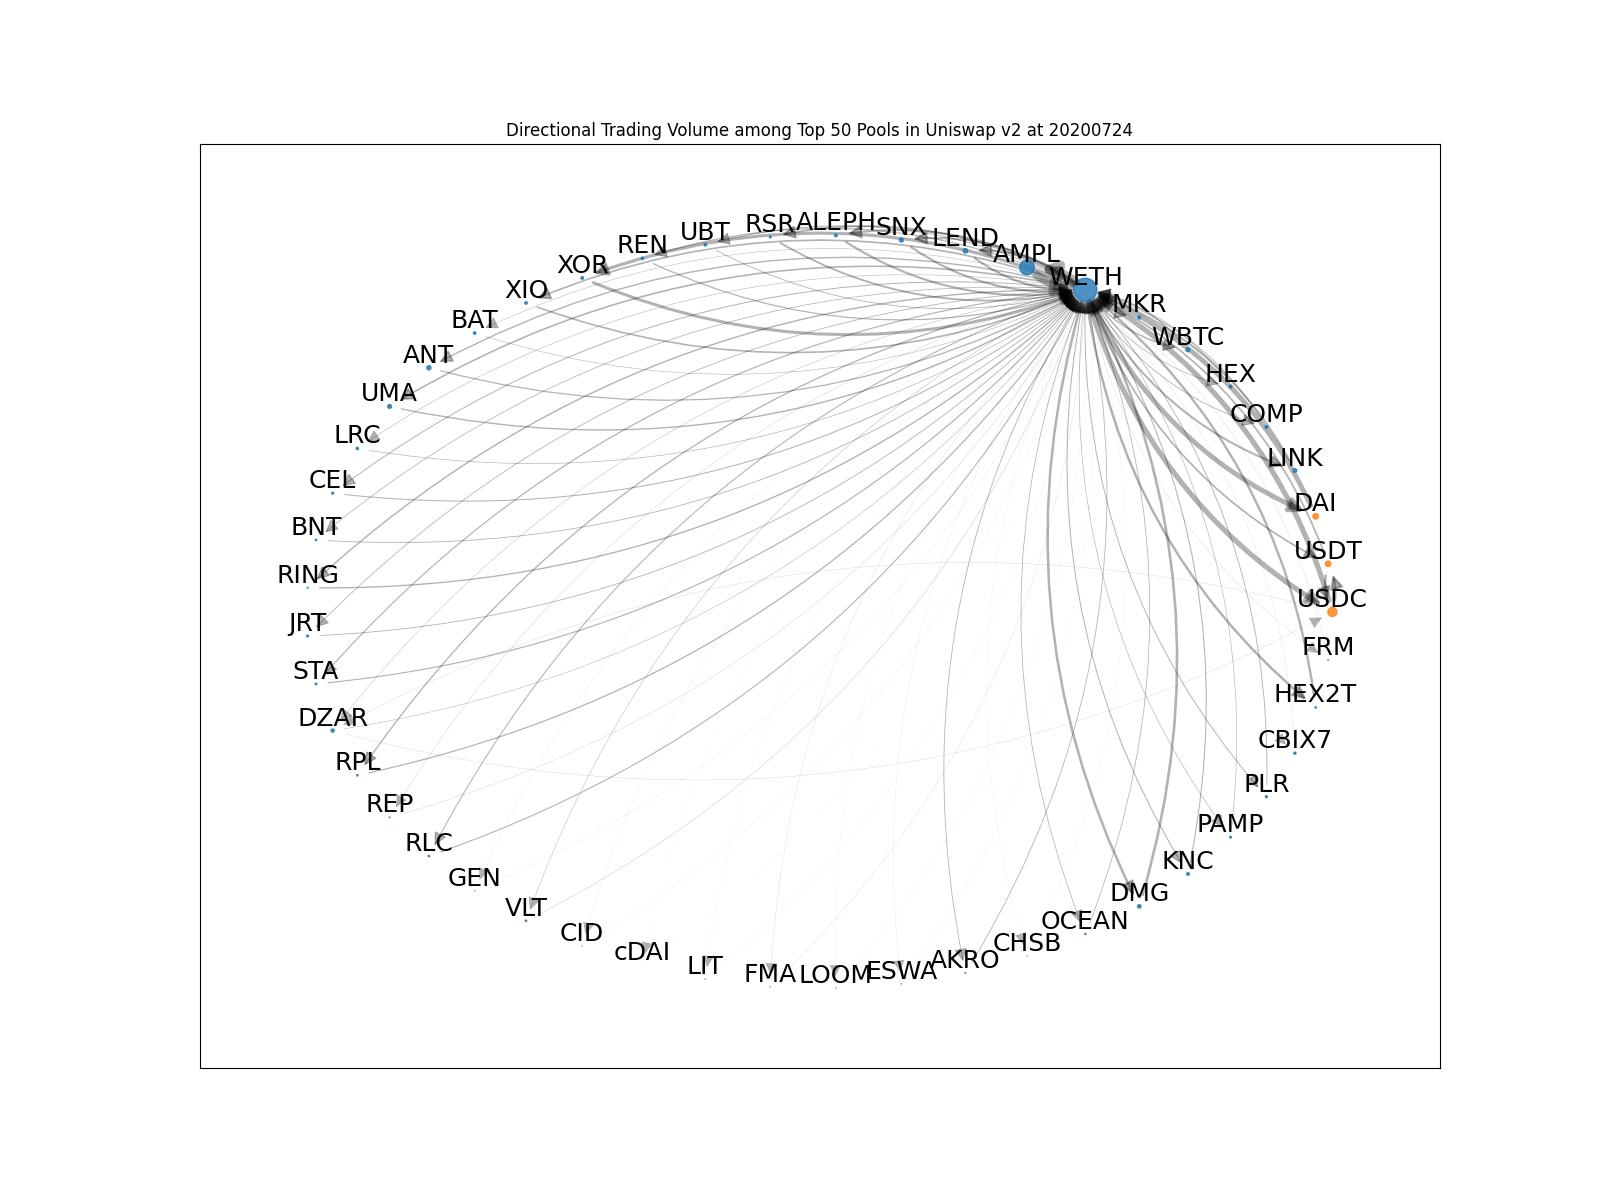 Directional Trading Volume among Top 50 Pools in Uniswap v2 at 20200724
RSR ALEPH SNX
UBT
LEND
REN
AMPL
XOR
WETH
XIO
MKR
BAT
WBTC
ANT
HEX
UMA
COMP
LRC
LINK
CEL
DAI
BNT
USDT
RING
USDC
JRT
FRM
STA
HEX2T
DZAR
CBIX7
RPL
PLR
REP
PAMP
RLC
KNC
GEN
DMG
VLT
OCEAN
CID
CHSB
cDAI
AKRO
LIT
FMA LOOM ESWA